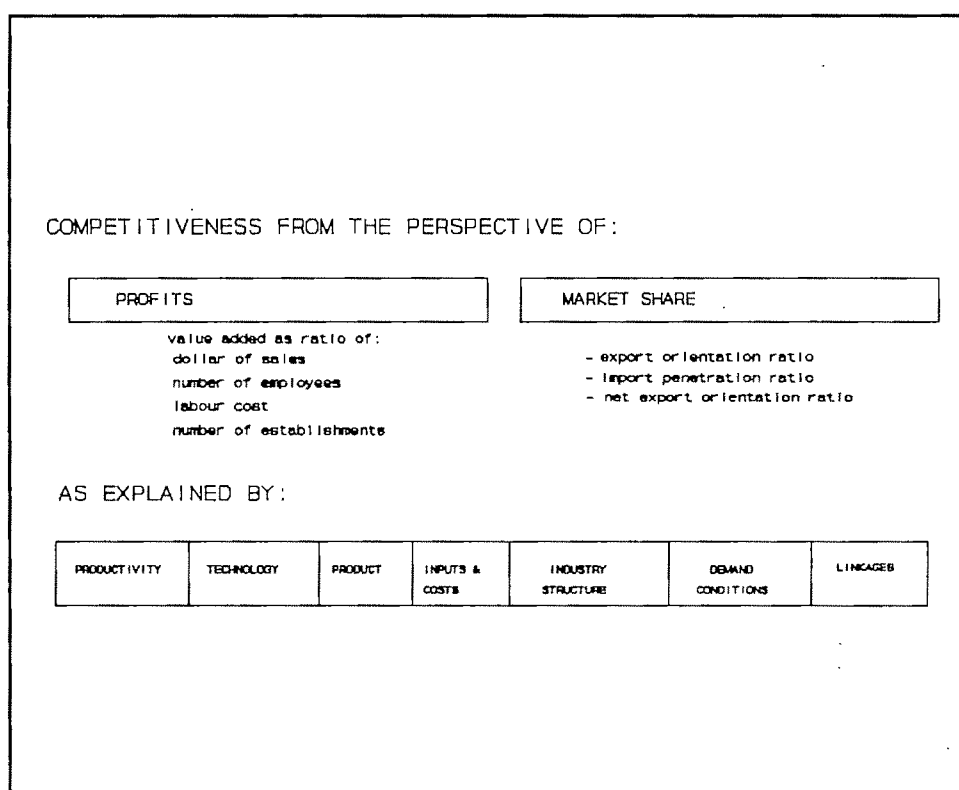 COMPETITIVENESS FROM THE PERSPECTIVE OF:
PROFITS
value added as ratio of:
dollar of sales
number of employees
labour cost
number of establishments
MARKET SHARE
- export orientation ratio
- import penetration ratio
- net export orientation ratio
AS EXPLAINED BY:
PRODUCTIVITY
TECHNOLOGY
PRODUCT
INPUTS &
COSTS
INDUSTRY
STRUCTURE
DEMAND
CONDITIONS
LINKAGES